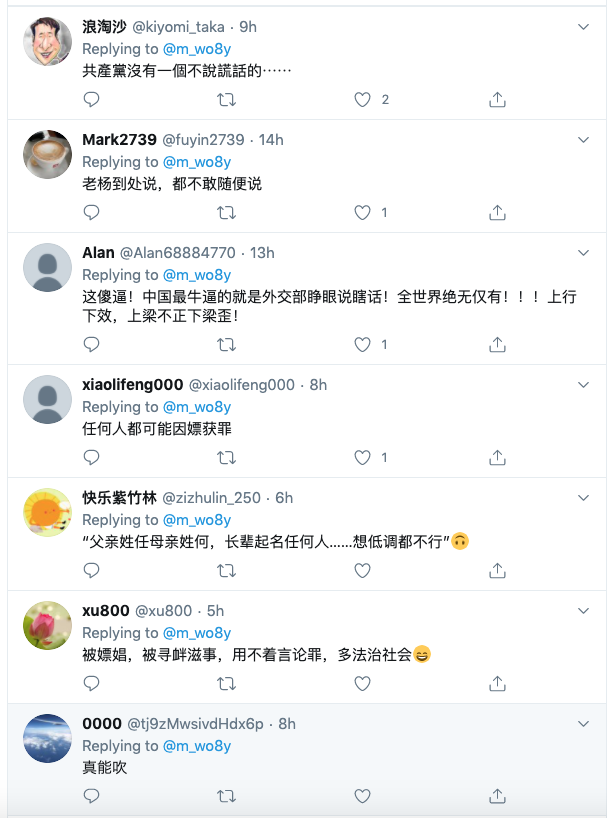 浪淘沙 @kiyomi_taka · 9h
Replying to @m_wo8y
共產黨沒有一個不說謊話的⋯⋯
2
Mark2739 @fuyin2739 · 14h
Replying to @m_wo8y
老杨到处说，都不敢随便说
1
Alan @Alan68884770 · 13h
Replying to @m_wo8y
这傻逼！中国最牛逼的就是外交部睁眼说瞎话！全世界绝无仅有！！！上行
下效，上梁不正下梁歪！
1
xiaolifeng000 @xiaolifeng000 · 8h
Replying to @m_wo8y
任何人都可能因嫖获罪
1
快乐紫竹林 @zizhulin_250 · 6h
Replying to @m_wo8y
“父亲姓任母亲姓何，长辈起名任何人……想低调都不行”🙃
xu800 @xu800 · 5h
Replying to @m_wo8y
被嫖娼，被寻衅滋事，用不着言论罪，多法治社会😄
0000 @tj9zMwsivdHdx6p · 8h
Replying to @m_wo8y
真能吹